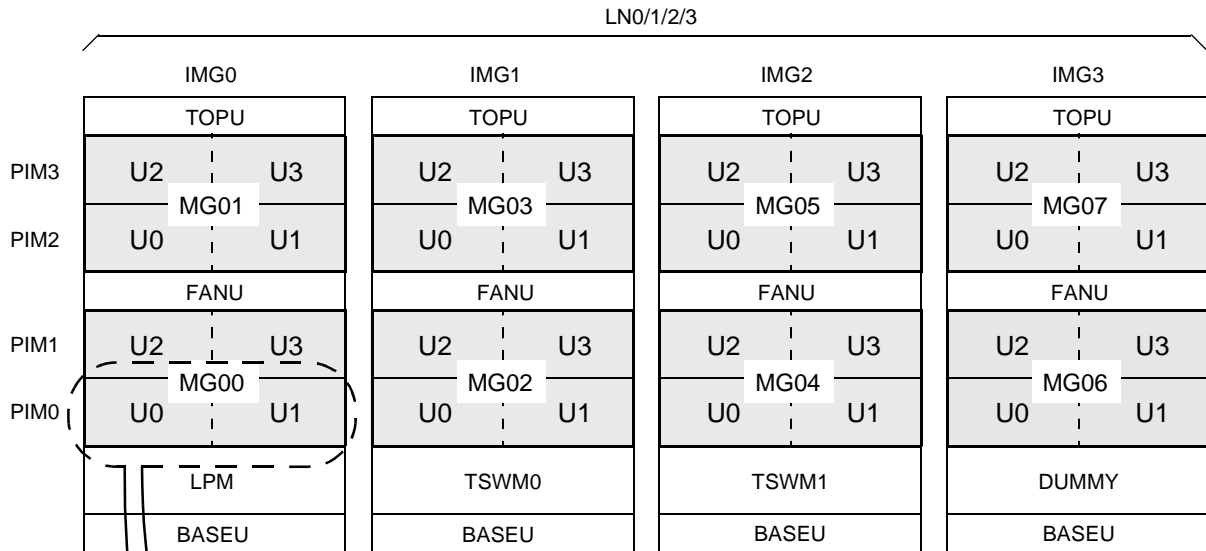 LN0/1/2/3
IMG0 IMG1 IMG2 IMG3
TOPU TOPU TOPU TOPU
PIM3 U2 U3 U2 U3 U2 U3 U2 U3
MG01 MG03 MG05 MG07
PIM2 U0 U1 U0 U1 U0 U1 U0 U1
FANU FANU FANU FANU
PIM1 U2 U3 U2 U3 U2 U3 U2 U3
MG00 MG02 MG04 MG06
PIM0 U0 U1 U0 U1 U0 U1 U0 U1
LPM TSWM0 TSWM1 DUMMY
BASEU BASEU BASEU BASEU